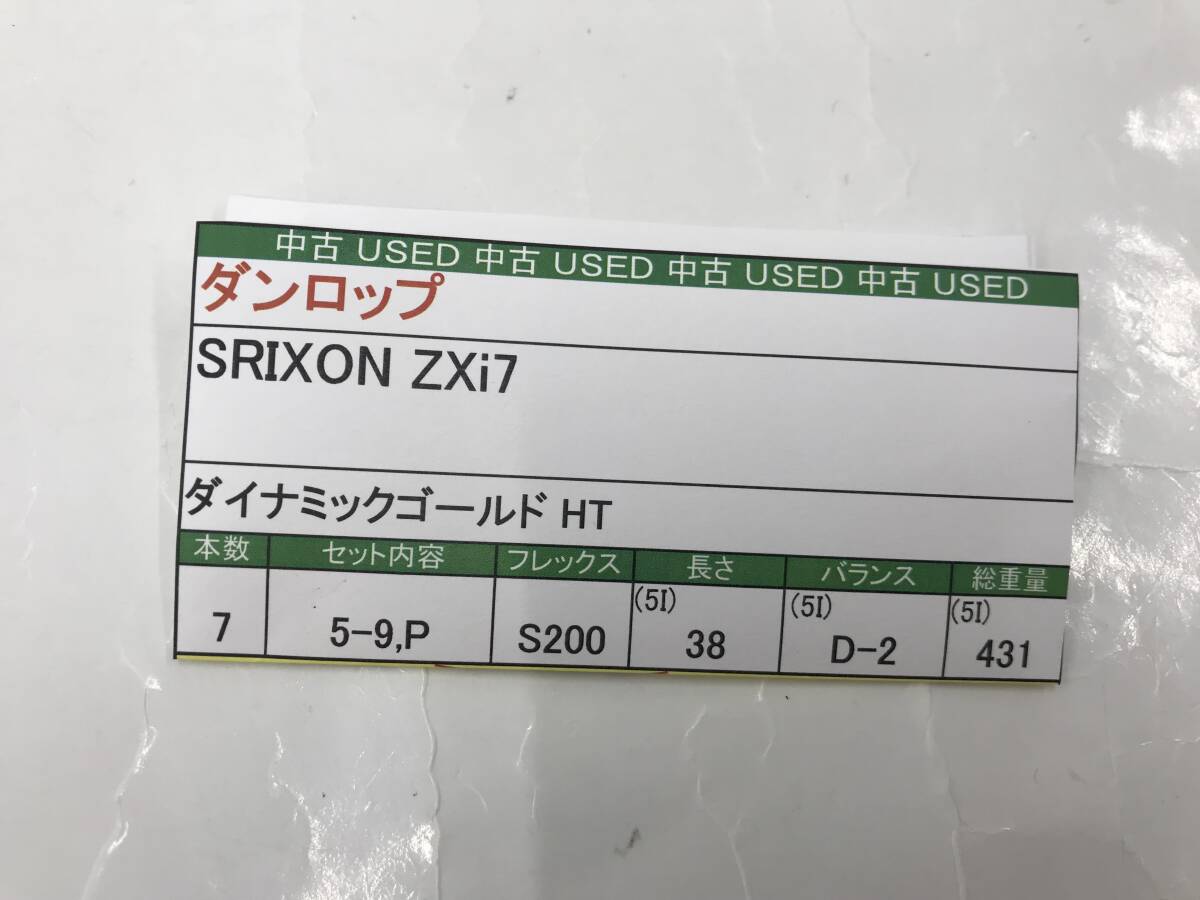 中古 USED 中古 USED 中古 USED 中古 USED
ダンロップ
SRIXON ZXi7
ダイナミックゴールド HT
本数 セット内容 フレックス 長さ バランス 総重量
(5I) (5I) (5I)
7 5-9,P S200 38 D-2 431